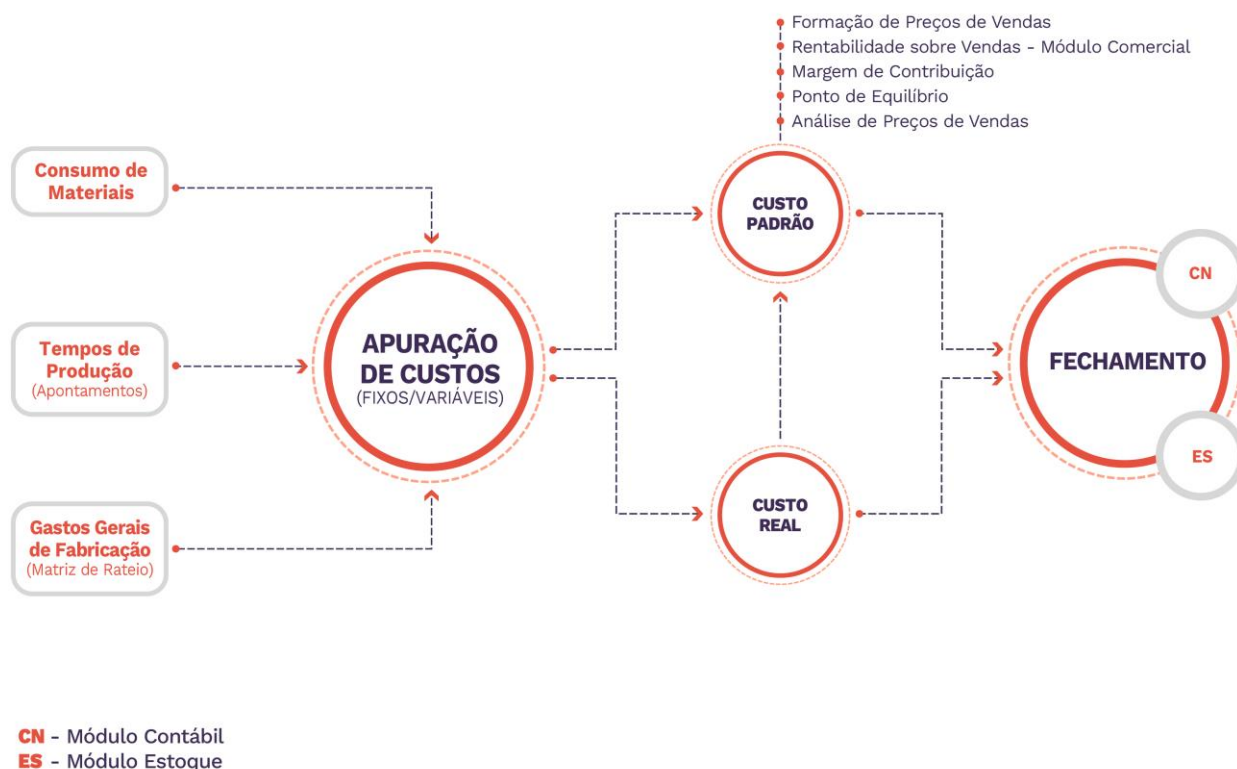 Formação de Preços de Vendas
Rentabilidade sobre Vendas - Módulo Comercial
Margem de Contribuição
Ponto de Equilíbrio
Análise de Preços de Vendas
Consumo de
Materiais
Tempos de
Produção
(Apontamentos)
Gastos Gerais
de Fabricação
(Matriz de Rateio)
APURAÇÃO
DE CUSTOS
(FIXOS/VARIÁVEIS)
CUSTO
PADRÃO
CUSTO
REAL
FECHAMENTO
CN
ES
CN - Módulo Contábil
ES - Módulo Estoque